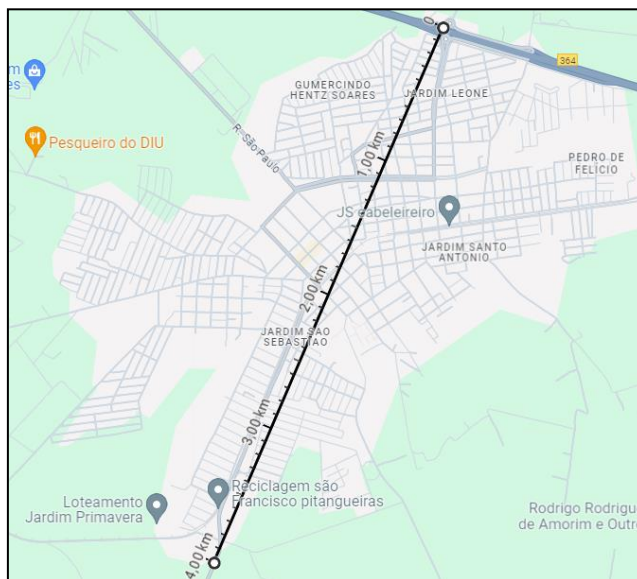 0
364
m
es
GUMERCINDO
HENTZ SOARES
JARDIM LEONE
Pesqueiro do DIU
R. São Paulo
1,00 km
PEDRO DE
FELÍCIO
JS cabeleireiro
JARDIM SANTO
ANTONIO
2,00 km
JARDIM SÃO
SEBASTIÃO
3,00 km
Reciclagem são
Francisco pitangueiras
Loteamento
Jardim Primavera
Rodrigo Rodrigu
de Amorim e Outro
4,00 km